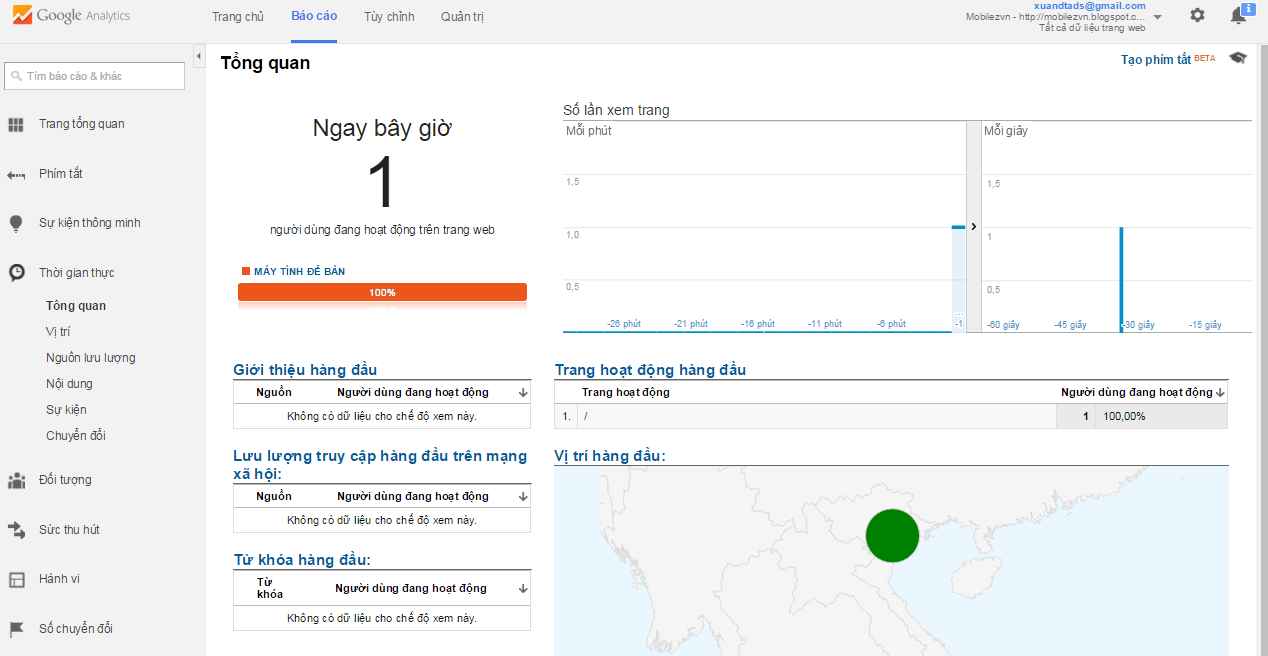 Google Analytics
Trang chủ
Báo cáo
Tùy chỉnh
Quản trị
xuandtads@gmail.com
Mobilezvn - http://mobilezvn.blogspot.c...
Tất cả dữ liệu trang web
1
Tìm báo cáo & khác
Trang tổng quan
Phím tắt
Sự kiện thông minh
Thời gian thực
Tổng quan
Vị trí
Nguồn lưu lượng
Nội dung
Sự kiện
Chuyển đổi
Đối tượng
Sức thu hút
Hành vi
Số chuyển đổi
Tổng quan
Tạo phím tắt BETA
Ngay bây giờ
1
người dùng đang hoạt động trên trang web
MÁY TÍNH ĐỂ BÀN
100%
Số lần xem trang
Mỗi phút
1,5
1,0
0,5
-26 phút
-21 phút
-16 phút
-11 phút
-6 phút
-1
Mỗi giây
1,5
1
0,5
-60 giây
-45 giây
-30 giây
-15 giây
Giới thiệu hàng đầu
Nguồn Người dùng đang hoạt động
Không có dữ liệu cho chế độ xem này.
Trang hoạt động hàng đầu
Trang hoạt động Người dùng đang hoạt động
1. / 1 100,00%
Lưu lượng truy cập hàng đầu trên mạng
xã hội:
Nguồn Người dùng đang hoạt động
Không có dữ liệu cho chế độ xem này.
Từ khóa hàng đầu:
Từ
khóa
Người dùng đang hoạt động
Không có dữ liệu cho chế độ xem này.
Vị trí hàng đầu: